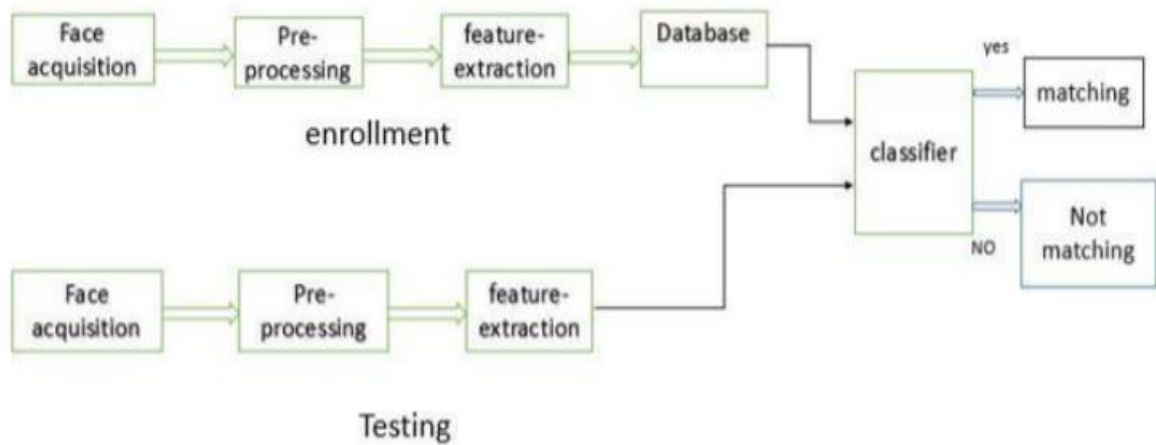 Face
acquisition
Pre-
processing
feature-
extraction
Database
enrollment
classifier
yes
matching
NO
Not
matching
Face
acquisition
Pre-
processing
feature-
extraction
Testing